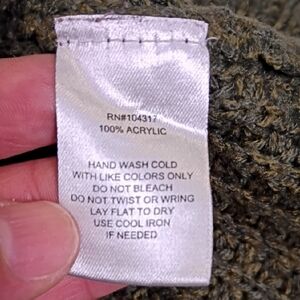 RN#104317
100% ACRYLIC
HAND WASH COLD
WITH LIKE COLORS ONLY
DO NOT BLEACH
DO NOT TWIST OR WRING
LAY FLAT TO DRY
USE COOL IRON
IF NEEDED